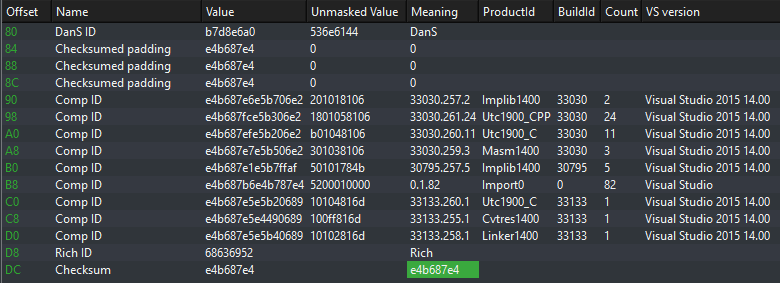 Offset Name Value Unmasked Value Meaning ProductId BuildId Count VS version
80 DanS ID b7d8e6a0 536e6144 DanS
84 Checksumed padding e4b687e4 0 0
88 Checksumed padding e4b687e4 0 0
8C Checksumed padding e4b687e4 0 0
90 Comp ID e4b687e6e5b706e2 201018106 33030.257.2 Implib1400 33030 2 Visual Studio 2015 14.00
98 Comp ID e4b687fce5b306e2 1801058106 33030.261.24 Utc1900_CPP 33030 24 Visual Studio 2015 14.00
A0 Comp ID e4b687efe5b206e2 b01048106 33030.260.11 Utc1900_C 33030 11 Visual Studio 2015 14.00
A8 Comp ID e4b687e7e5b506e2 301038106 33030.259.3 Masm1400 33030 3 Visual Studio 2015 14.00
B0 Comp ID e4b687e1e5b7ffaf 50101784b 30795.257.5 Implib1400 30795 5 Visual Studio 2015 14.00
B8 Comp ID e4b687b6e4b787e4 5200010000 0.1.82 Import0 0 82 Visual Studio
C0 Comp ID e4b687e5e5b20689 10104816d 33133.260.1 Utc1900_C 33133 1 Visual Studio 2015 14.00
C8 Comp ID e4b687e5e4490689 100ff816d 33133.255.1 Cvtres1400 33133 1 Visual Studio 2015 14.00
D0 Comp ID e4b687e5e5b40689 10102816d 33133.258.1 Linker1400 33133 1 Visual Studio 2015 14.00
D8 Rich ID 68636952 Rich
DC Checksum e4b687e4 e4b687e4